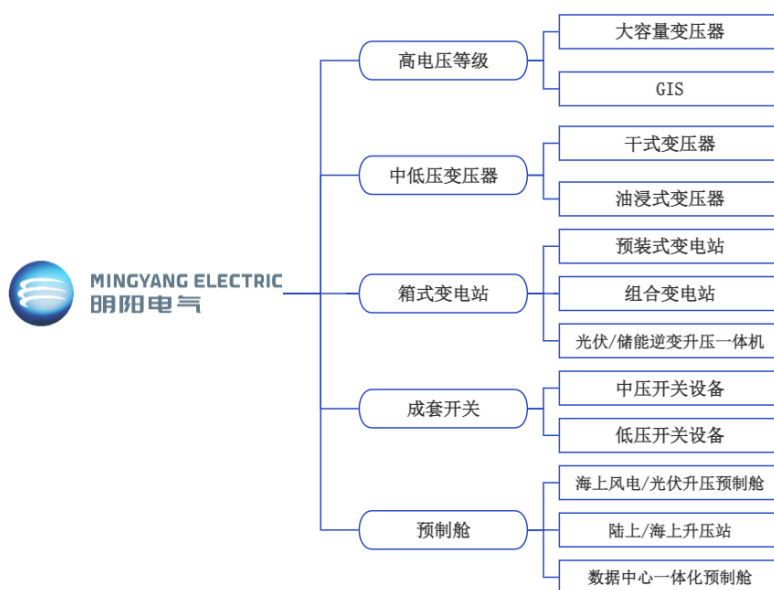 高电压等级
大容量变压器
GIS
中低压变压器
干式变压器
油浸式变压器
MINGYANG ELECTRIC
明阳电气
箱式变电站
预装式变电站
组合变电站
光伏/储能逆变升压一体机
成套开关
中压开关设备
低压开关设备
预制舱
海上风电/光伏升压预制舱
陆上/海上升压站
数据中心一体化预制舱